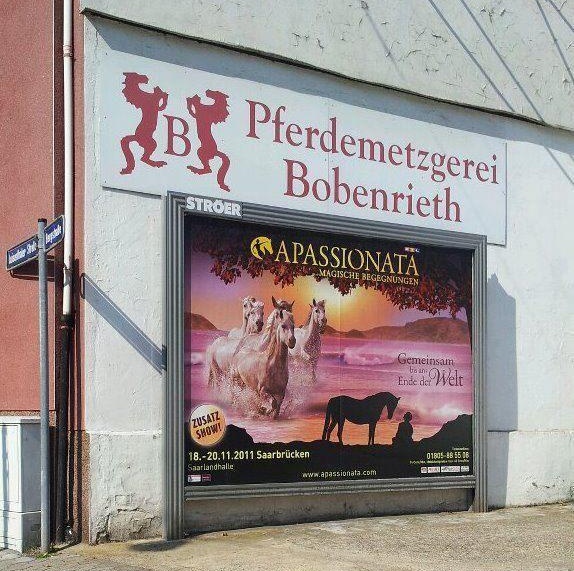 B
Pferdemetzgerei
Bobenrieth
STRÖER
APASSIONATA
MAGISCHE BEGEGNUNGEN
Gemeinsam
bis ans
Ende der Welt
ZUSATZ
SHOW!
18.-20.11.2011 Saarbrücken
Saarlandhalle
01805-88 55 08
www.apassionata.com